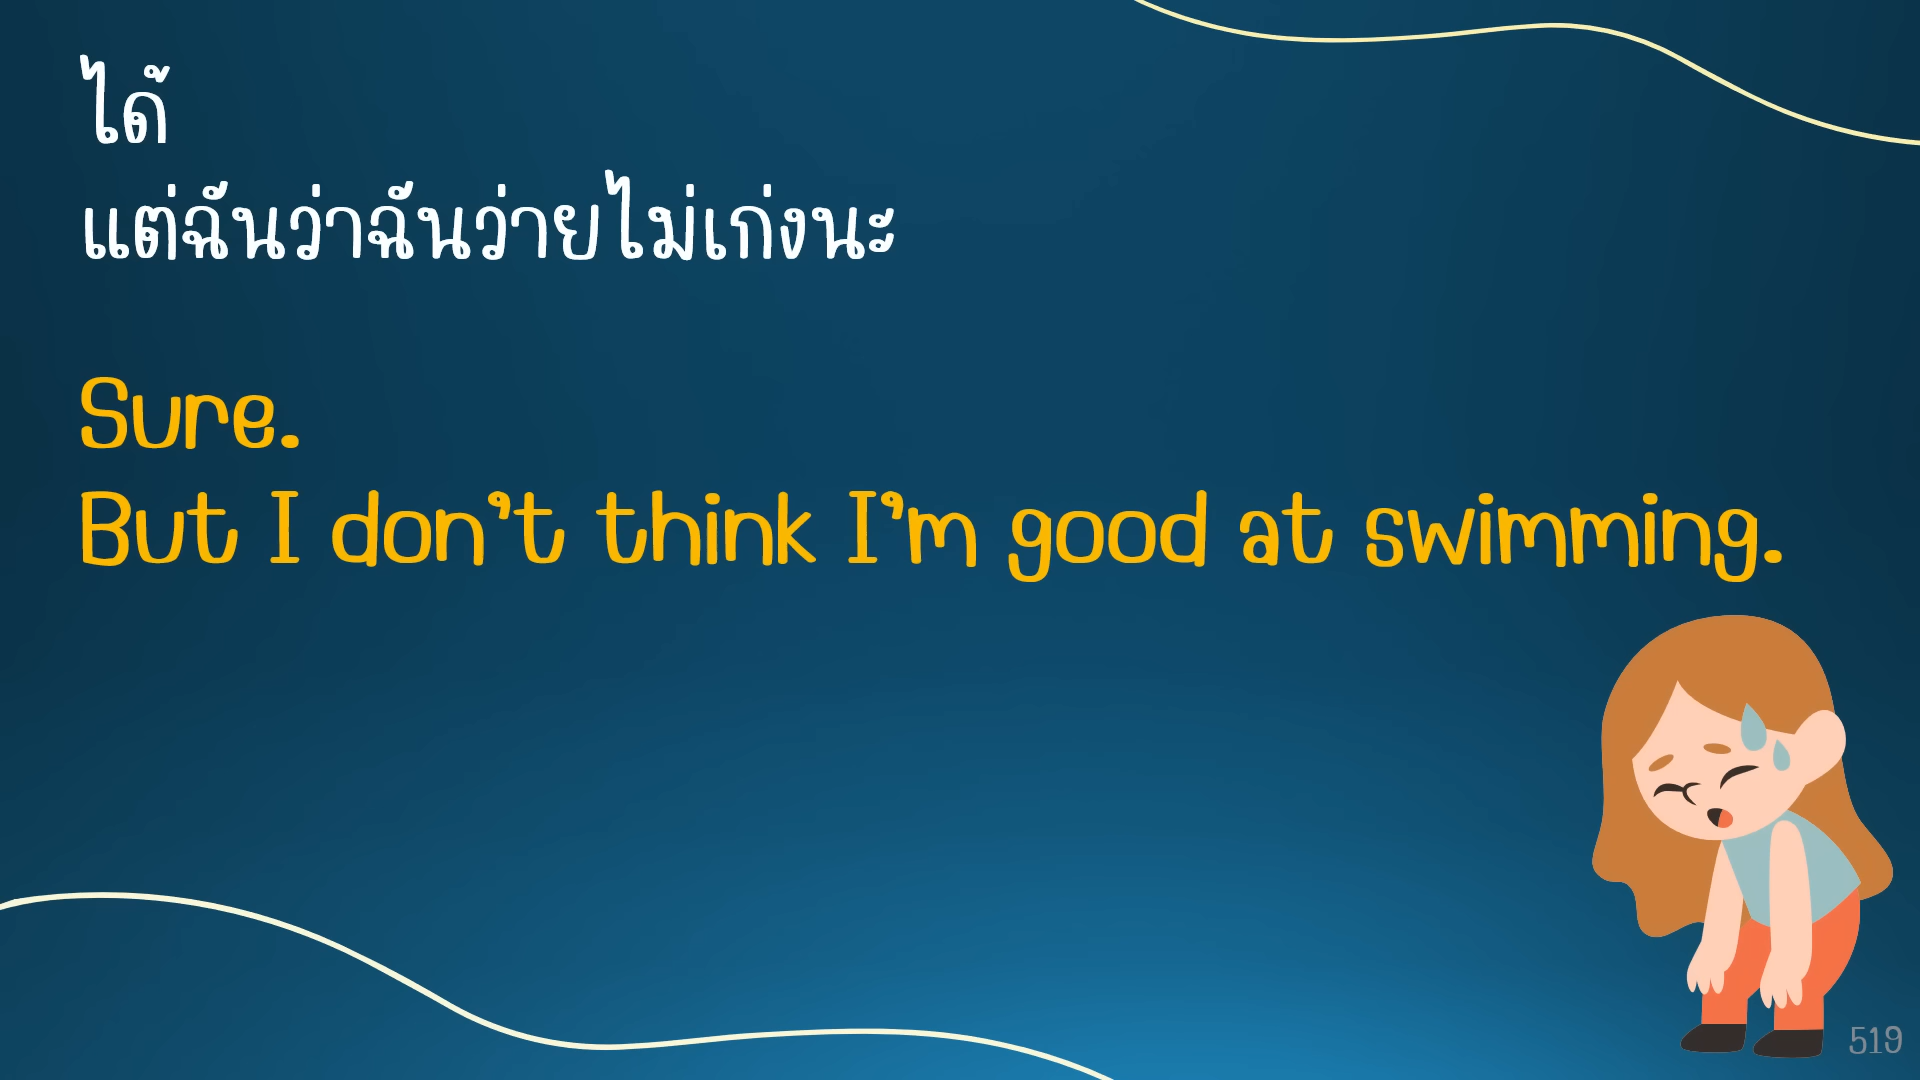 ได้
แต่ฉันว่าฉันว่ายไม่เก่งนะ
Sure.
But I don't think I'm good at swimming.
519